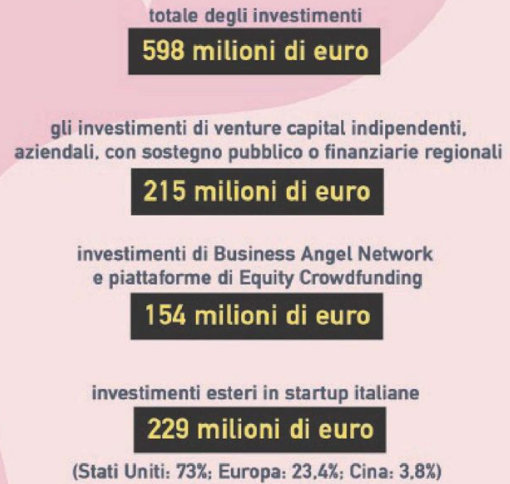 totale degli investimenti
598 milioni di euro
gli investimenti di venture capital indipendenti,
aziendali, con sostegno pubblico o finanziarie regionali
215 milioni di euro
investimenti di Business Angel Network
e piattaforme di Equity Crowdfunding
154 milioni di euro
investimenti esteri in startup italiane
229 milioni di euro
(Stati Uniti: 73%; Europa: 23,4%; Cina: 3,8%)